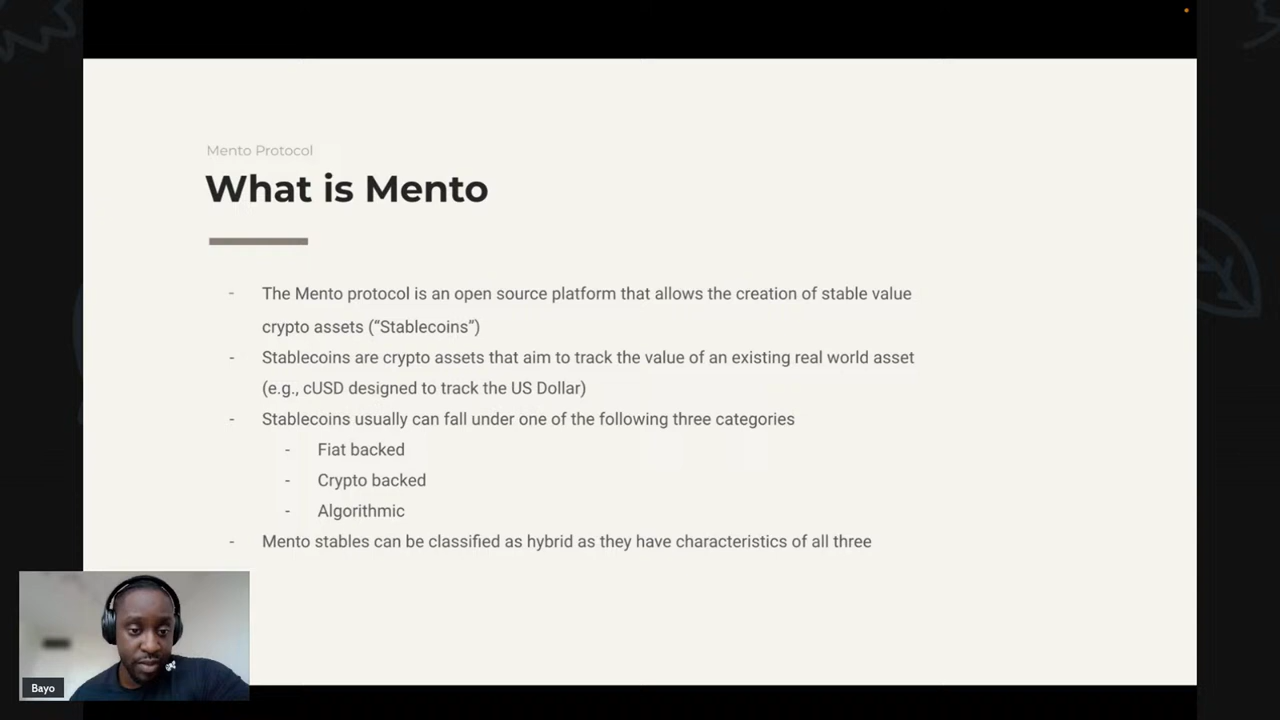 Mento Protocol
What is Mento
- The Mento protocol is an open source platform that allows the creation of stable value
crypto assets (“Stablecoins”)
- Stablecoins are crypto assets that aim to track the value of an existing real world asset
(e.g., cUSD designed to track the US Dollar)
- Stablecoins usually can fall under one of the following three categories
- Fiat backed
- Crypto backed
- Algorithmic
- Mento stables can be classified as hybrid as they have characteristics of all three
Bayo